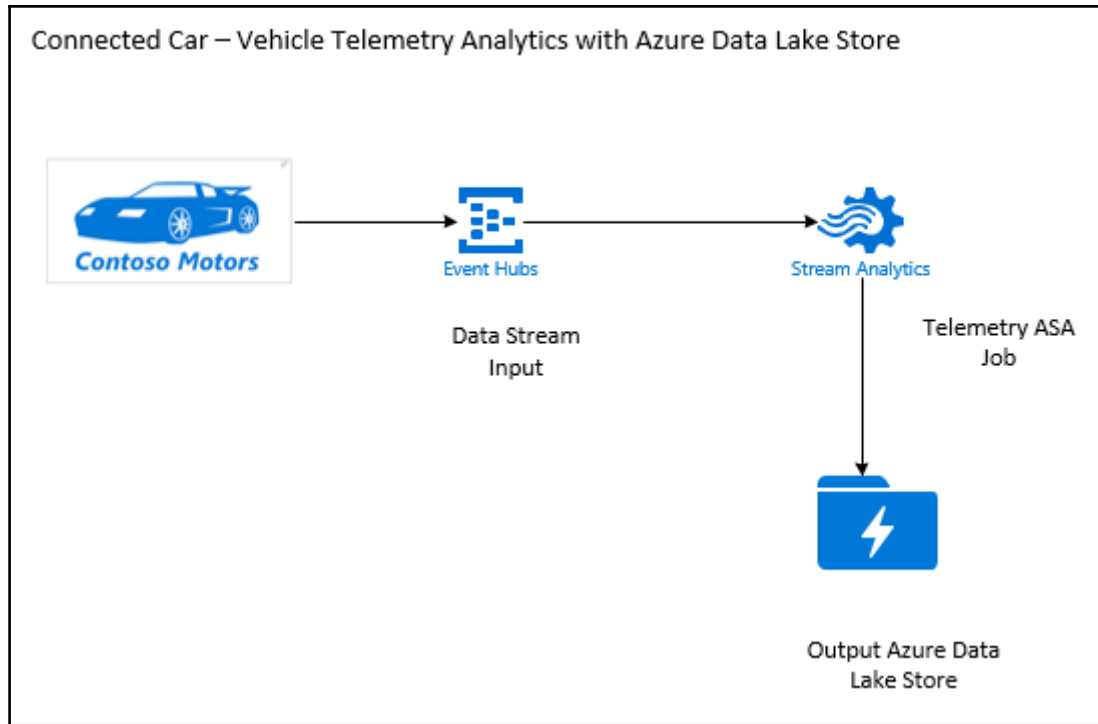 Connected Car – Vehicle Telemetry Analytics with Azure Data Lake Store
Contoso Motors
Event Hubs
Stream Analytics
Data Stream
Input
Telemetry ASA
Job
Output Azure Data
Lake Store